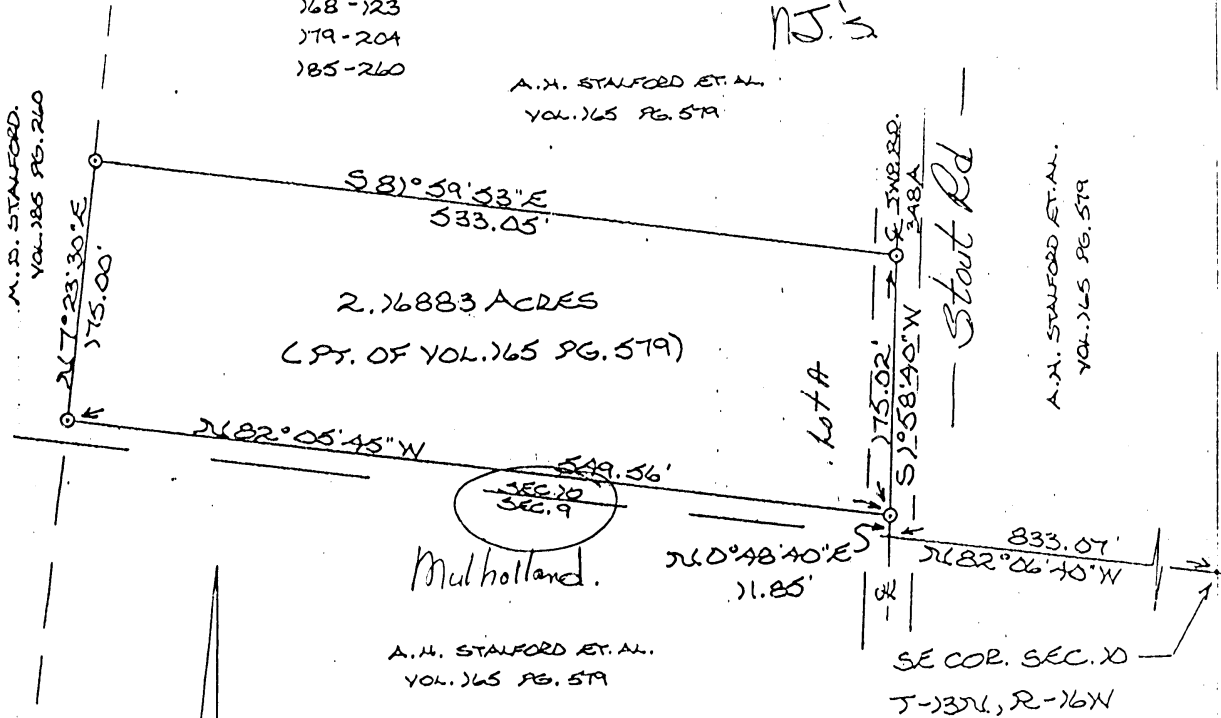 168-123
179-204
185-260
NJ.'s
A.H. STALFORD ET. AL.
VOL.165 PG.579
M.D. STALFORD.
VOL.185 PG.260
S 81°59'53"E
533.05'
℄ TWP.RD.
248A
Stout Rd
A.H. STALFORD ET. AL.
VOL.165 PG.579
N 7°23'30"E
175.00'
2.16883 ACRES
(PT. OF VOL.165 PG.579)
Lot A
175.02'
S 1°58'40"W
N 82°05'45"W
549.56'
SEC.10
SEC.9
Mulholland.
N 0°48'40"E
11.85'
℄
833.07'
N 82°06'40"W
A.H. STALFORD ET. AL.
VOL.165 PG.579
SE COR. SEC.10
T-13N., R-16W